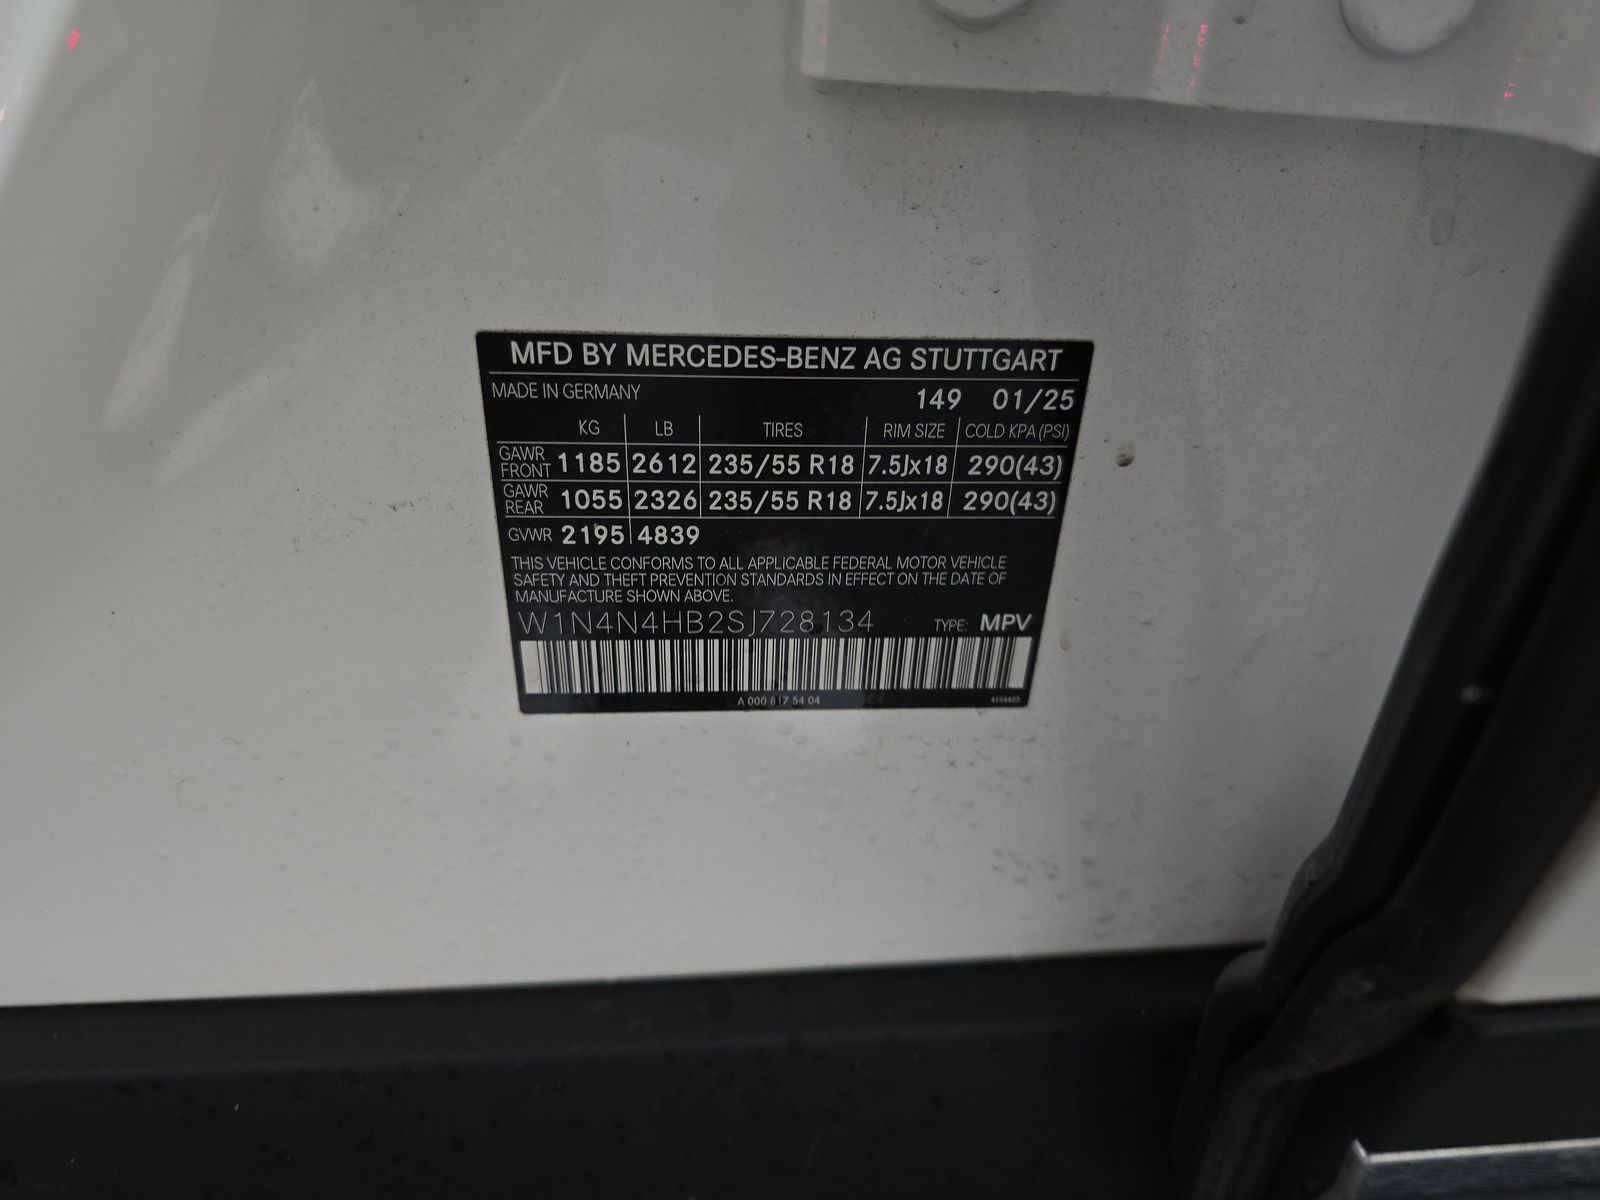 MFD BY MERCEDES-BENZ AG STUTTGART
MADE IN GERMANY 149 01/25
KG LB TIRES RIM SIZE COLD KPA (PSI)
GAWR FRONT 1185 2612 235/55 R18 7.5Jx18 290(43)
GAWR REAR 1055 2326 235/55 R18 7.5Jx18 290(43)
GVWR 2195 4839
THIS VEHICLE CONFORMS TO ALL APPLICABLE FEDERAL MOTOR VEHICLE
SAFETY AND THEFT PREVENTION STANDARDS IN EFFECT ON THE DATE OF
MANUFACTURE SHOWN ABOVE.
W1N4N4HB2SJ728134 TYPE: MPV
A 000 817 54 04